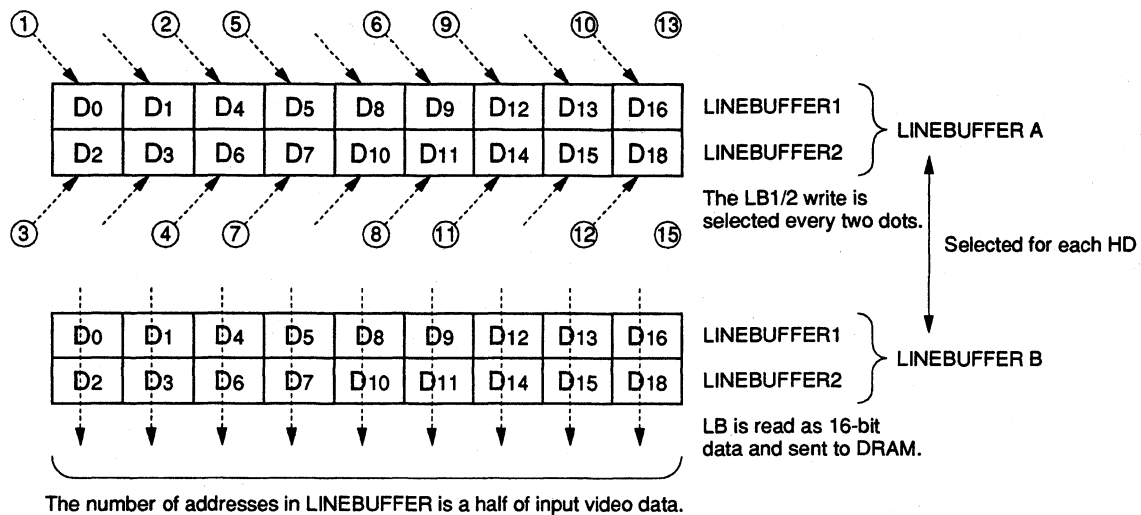 ① ② ⑤ ⑥ ⑨ ⑩ ⑬
D0 D1 D4 D5 D8 D9 D12 D13 D16 LINEBUFFER1
D2 D3 D6 D7 D10 D11 D14 D15 D18 LINEBUFFER2
LINEBUFFER A
The LB1/2 write is
selected every two dots.
③ ④ ⑦ ⑧ ⑪ ⑫ ⑮
Selected for each HD
D0 D1 D4 D5 D8 D9 D12 D13 D16 LINEBUFFER1
D2 D3 D6 D7 D10 D11 D14 D15 D18 LINEBUFFER2
LINEBUFFER B
LB is read as 16-bit
data and sent to DRAM.
The number of addresses in LINEBUFFER is a half of input video data.